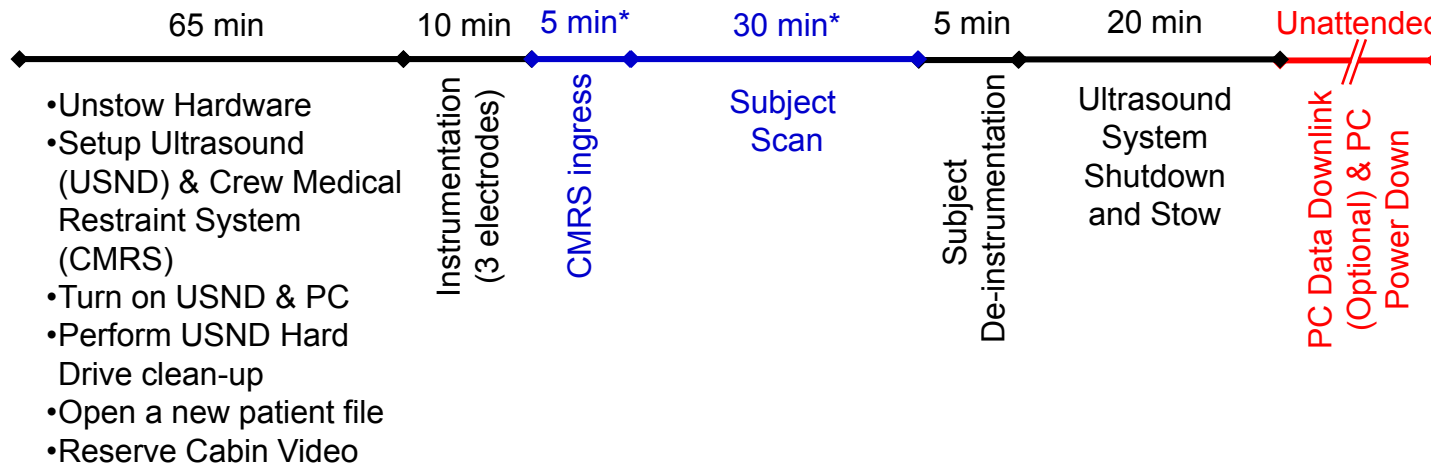 65 min
10 min
5 min*
30 min*
5 min
20 min
Unattended
•Unstow Hardware
•Setup Ultrasound
(USND) & Crew Medical
Restraint System
(CMRS)
•Turn on USND & PC
•Perform USND Hard
Drive clean-up
•Open a new patient file
•Reserve Cabin Video
Instrumentation
(3 electrodes)
CMRS ingress
Subject
Scan
Subject
De-instrumentation
Ultrasound
System
Shutdown
and Stow
PC Data Downlink
(Optional) & PC
Power Down